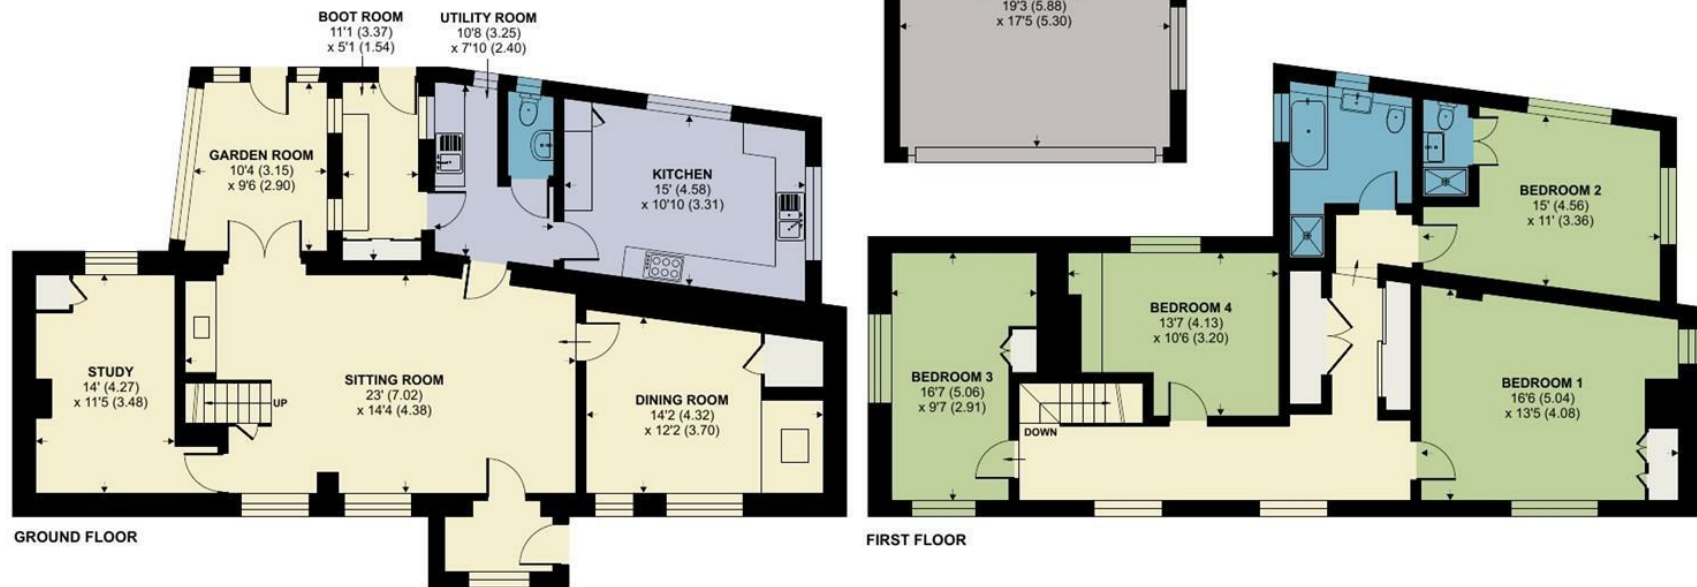 BOOT ROOM
11'1 (3.37)
x 5'1 (1.54)
UTILITY ROOM
10'8 (3.25)
x 7'10 (2.40)
GARDEN ROOM
10'4 (3.15)
x 9'6 (2.90)
KITCHEN
15' (4.58)
x 10'10 (3.31)
STUDY
14' (4.27)
x 11'5 (3.48)
UP
SITTING ROOM
23' (7.02)
x 14'4 (4.38)
DINING ROOM
14'2 (4.32)
x 12'2 (3.70)
GROUND FLOOR
19'3 (5.88)
x 17'5 (5.30)
BEDROOM 2
15' (4.56)
x 11' (3.36)
BEDROOM 4
13'7 (4.13)
x 10'6 (3.20)
BEDROOM 3
16'7 (5.06)
x 9'7 (2.91)
BEDROOM 1
16'6 (5.04)
x 13'5 (4.08)
DOWN
FIRST FLOOR